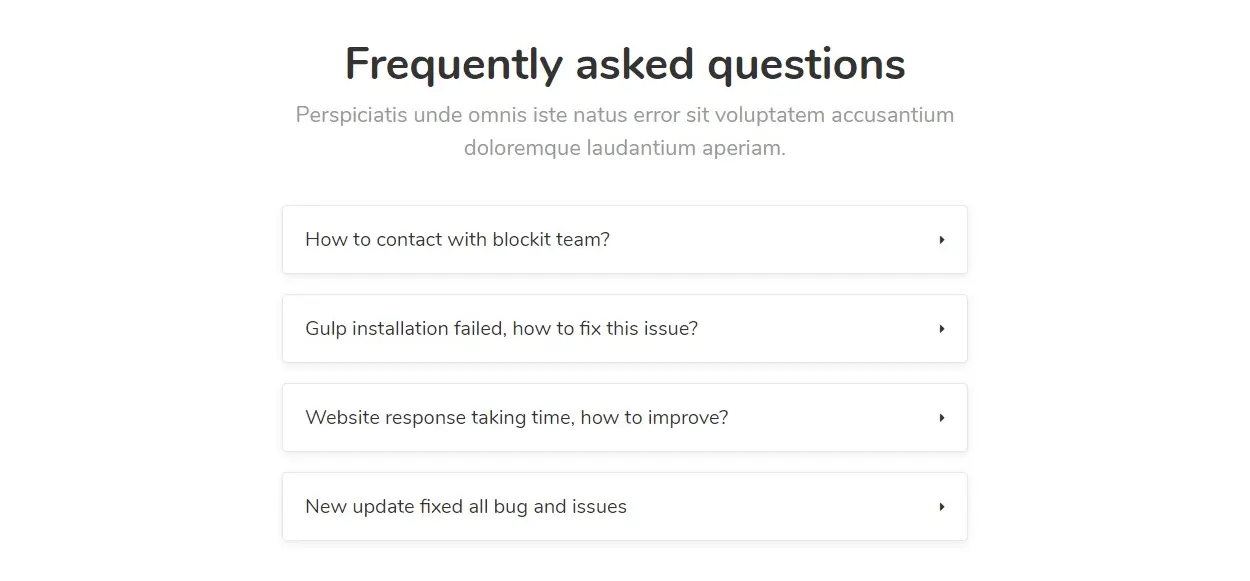 Frequently asked questions
Perspiciatis unde omnis iste natus error sit voluptatem accusantium
doloremque laudantium aperiam.
How to contact with blockit team?
Gulp installation failed, how to fix this issue?
Website response taking time, how to improve?
New update fixed all bug and issues